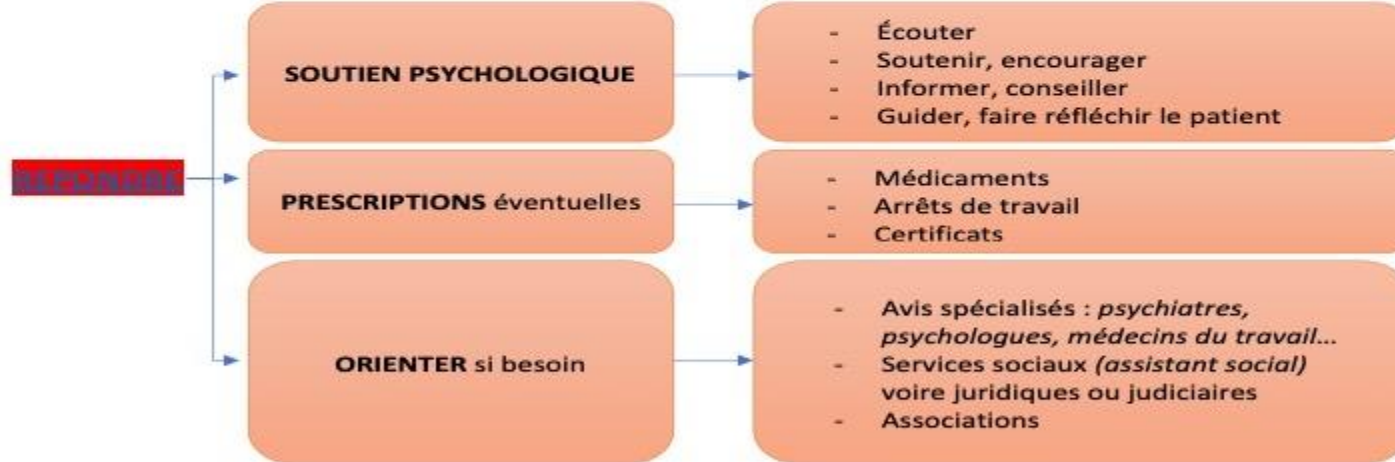 SOUTIEN PSYCHOLOGIQUE
- Écouter
- Soutenir, encourager
- Informer, conseiller
- Guider, faire réfléchir le patient
REPONDRE
PRESCRIPTIONS éventuelles
- Médicaments
- Arrêts de travail
- Certificats
ORIENTER si besoin
- Avis spécialisés : psychiatres,
psychologues, médecins du travail...
- Services sociaux (assistant social)
voire juridiques ou judiciaires
- Associations